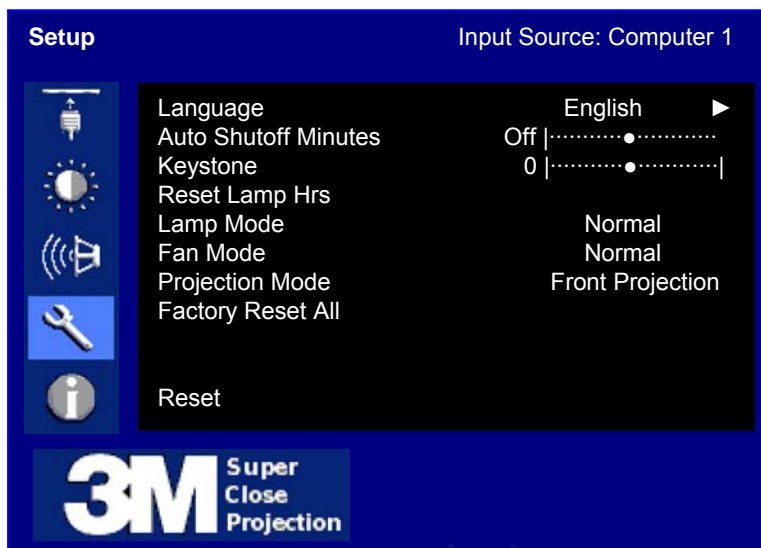 Setup Input Source: Computer 1
Language English ►
Auto Shutoff Minutes Off |···········●············
Keystone 0 |···········●············|
Reset Lamp Hrs
Lamp Mode Normal
Fan Mode Normal
Projection Mode Front Projection
Factory Reset All
Reset
3M Super
Close
Projection